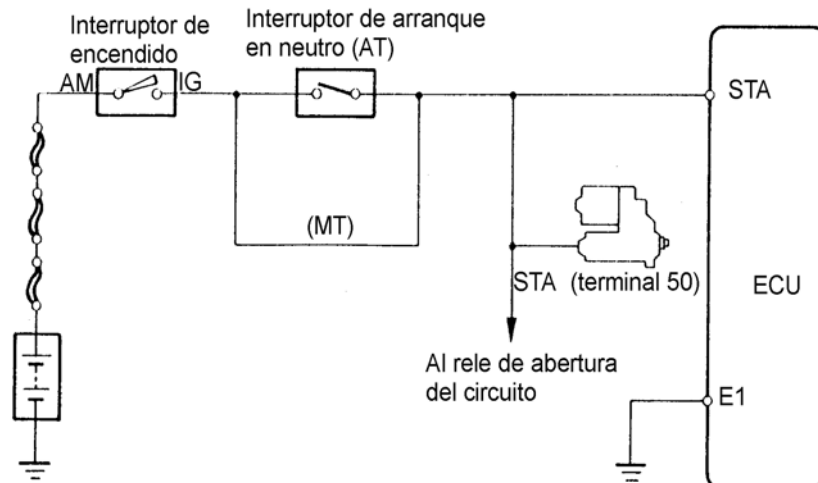 Interruptor de
encendido
Interruptor de arranque
en neutro (AT)
AM
IG
STA
(MT)
STA (terminal 50)
ECU
Al rele de abertura
del circuito
E1